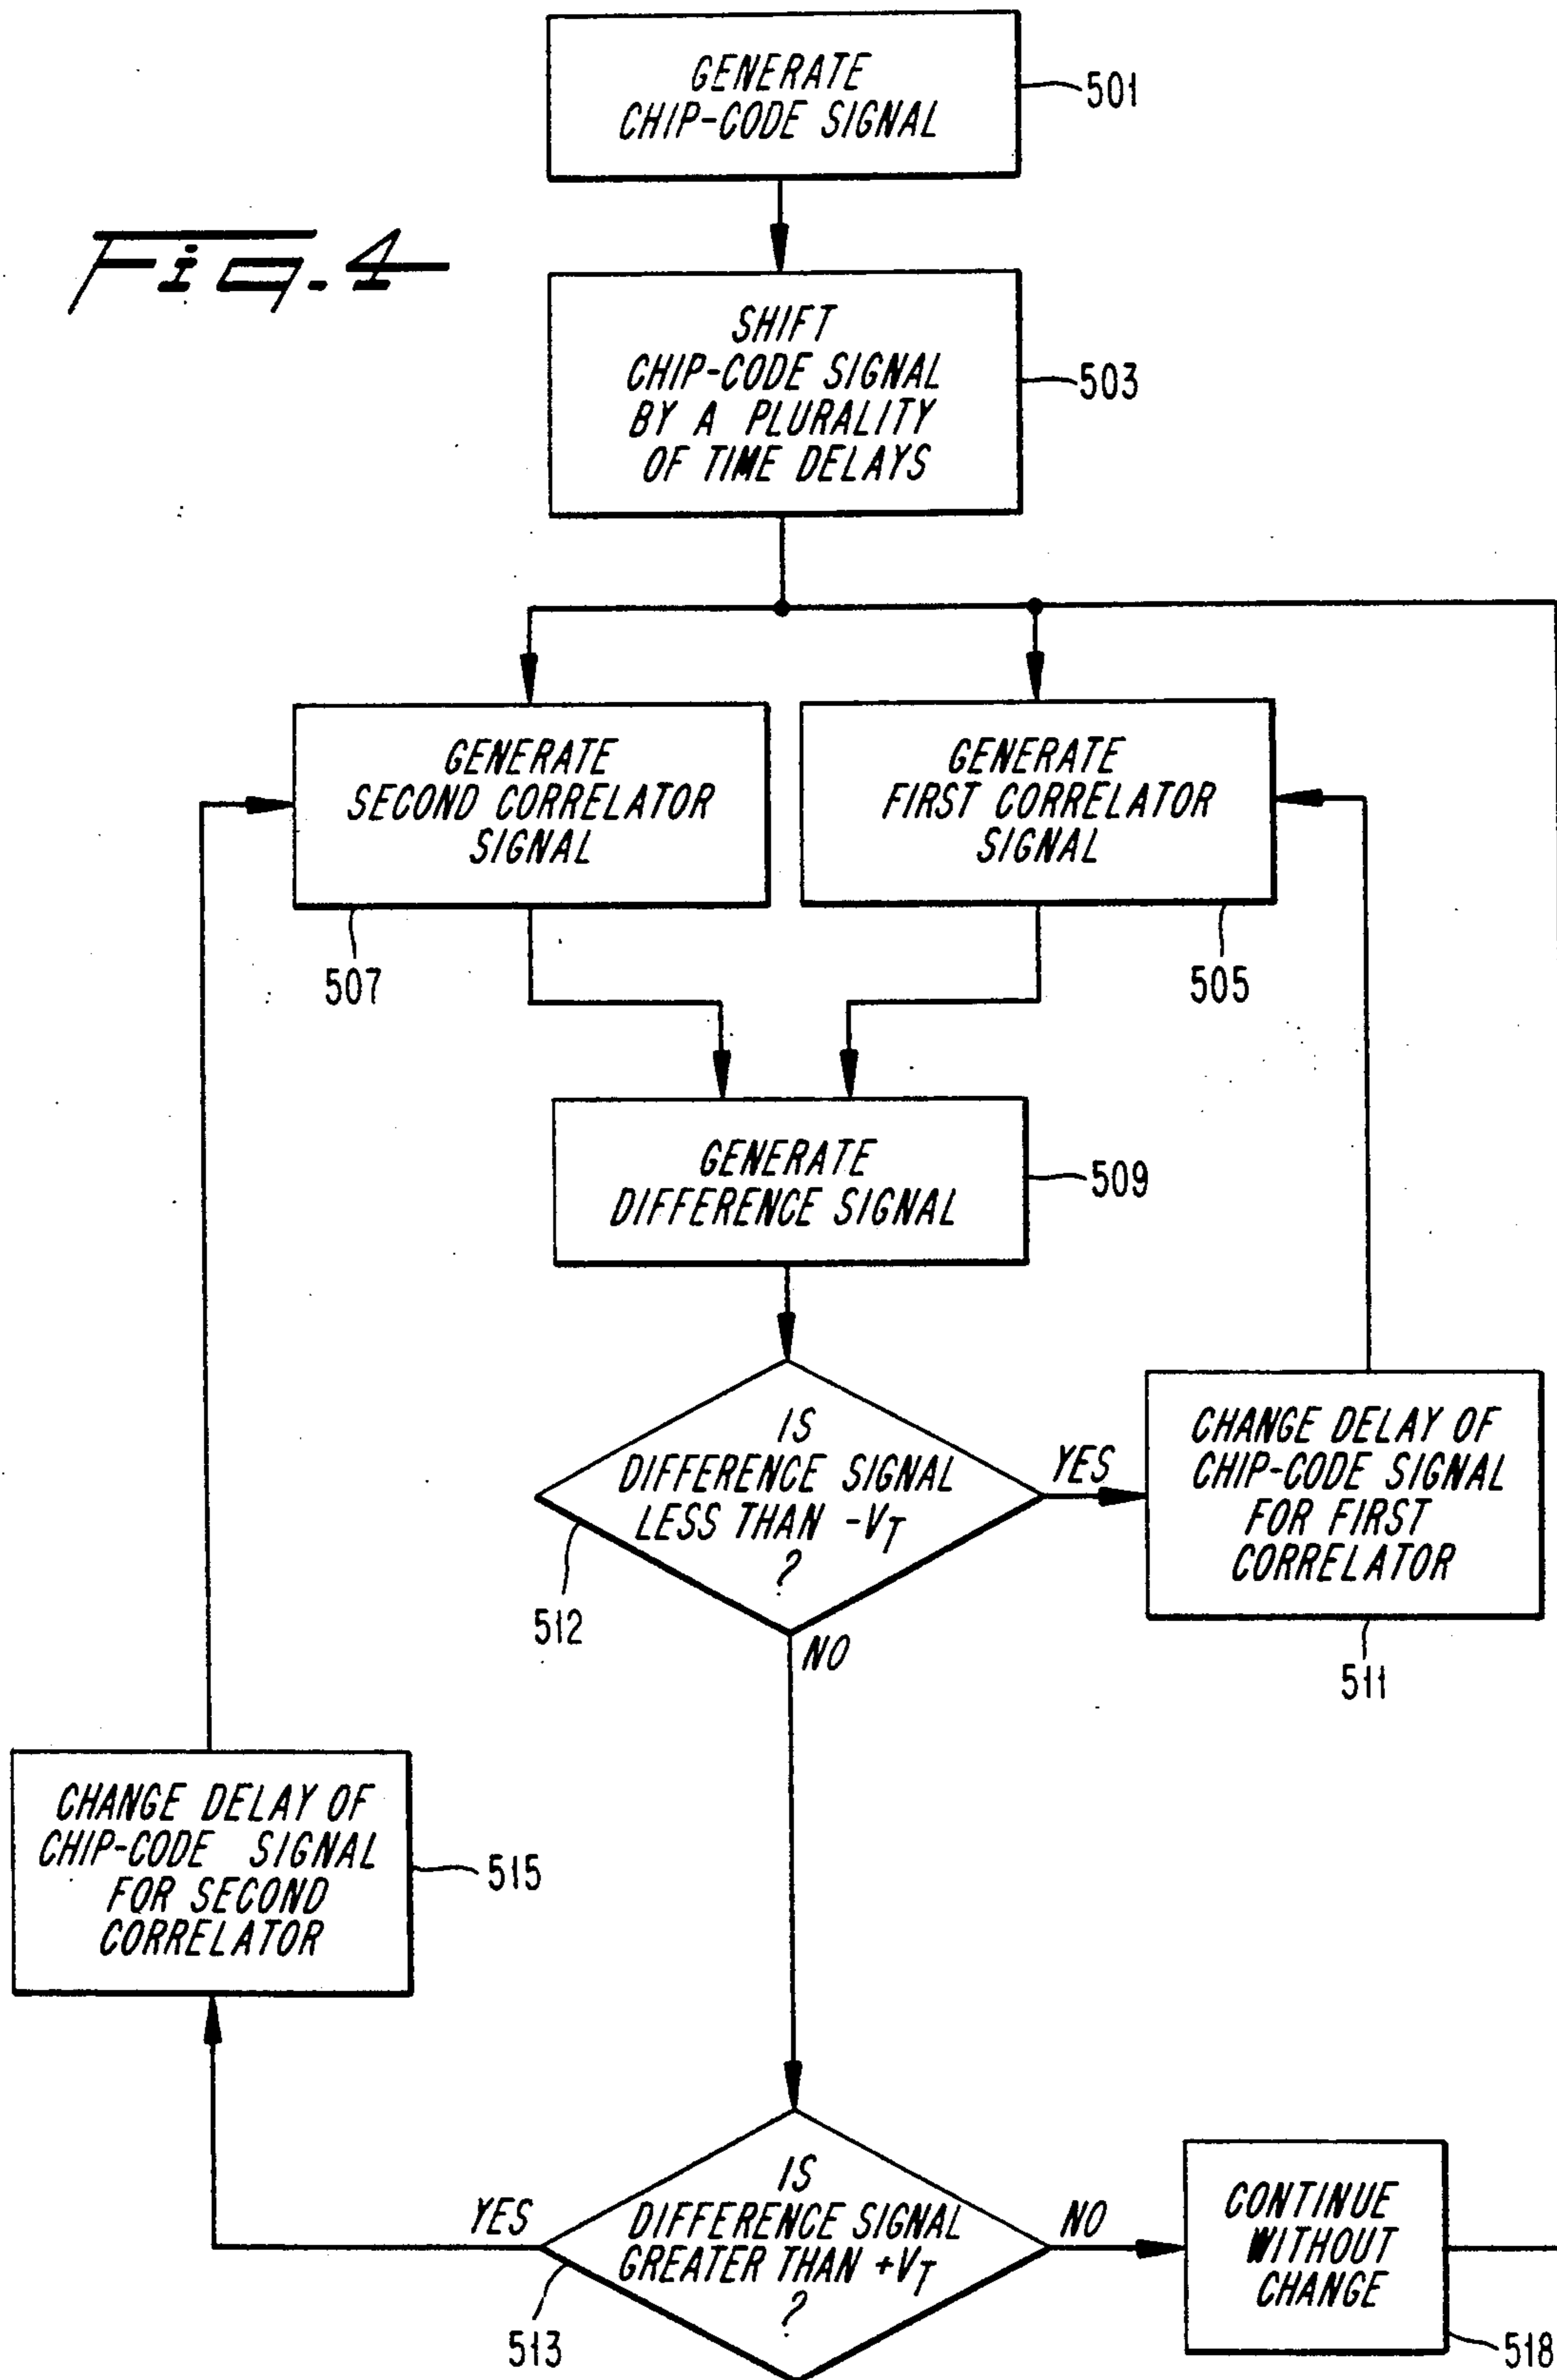 GENERATE
CHIP-CODE SIGNAL
501
Fig. 4
SHIFT
CHIP-CODE SIGNAL
BY A PLURALITY
OF TIME DELAYS
503
GENERATE
SECOND CORRELATOR
SIGNAL
507
GENERATE
FIRST CORRELATOR
SIGNAL
505
GENERATE
DIFFERENCE SIGNAL
509
IS
DIFFERENCE SIGNAL
LESS THAN -VT
?
512
YES
NO
CHANGE DELAY OF
CHIP-CODE SIGNAL
FOR FIRST
CORRELATOR
511
CHANGE DELAY OF
CHIP-CODE SIGNAL
FOR SECOND
CORRELATOR
515
YES
IS
DIFFERENCE SIGNAL
GREATER THAN +VT
?
513
NO
CONTINUE
WITHOUT
CHANGE
518